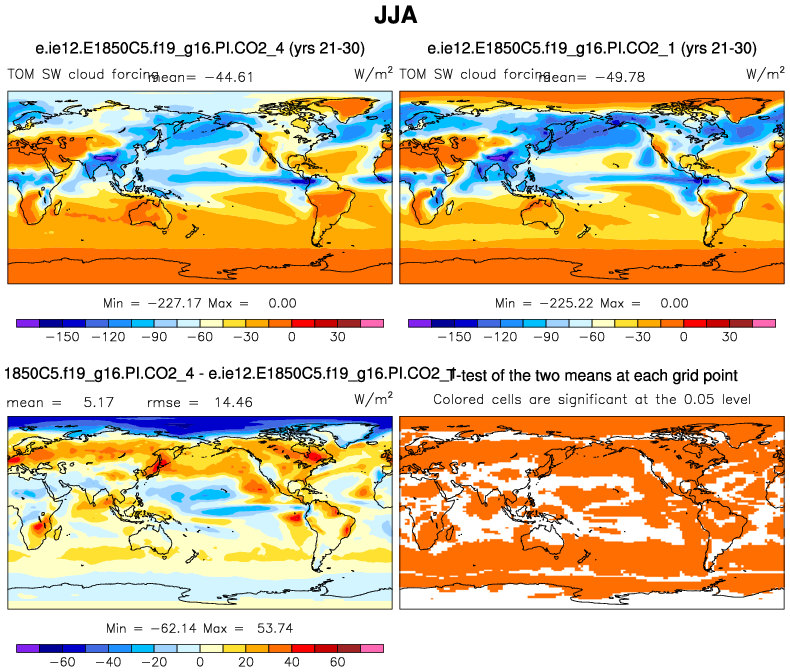 JJA
e.ie12.E1850C5.f19_g16.PI.CO2_4 (yrs 21-30)
e.ie12.E1850C5.f19_g16.PI.CO2_1 (yrs 21-30)
TOM SW cloud forcing mean= −44.61 W/m²
TOM SW cloud forcing mean= −49.78 W/m²
Min = −227.17 Max = 0.00
Min = −225.22 Max = 0.00
−150 −120 −90 −60 −30 0 30
−150 −120 −90 −60 −30 0 30
1850C5.f19_g16.PI.CO2_4 - e.ie12.E1850C5.f19_g16.PI.CO2_
T-test of the two means at each grid point
mean = 5.17 rmse = 14.46 W/m²
Colored cells are significant at the 0.05 level
Min = −62.14 Max = 53.74
−60 −40 −20 0 20 40 60